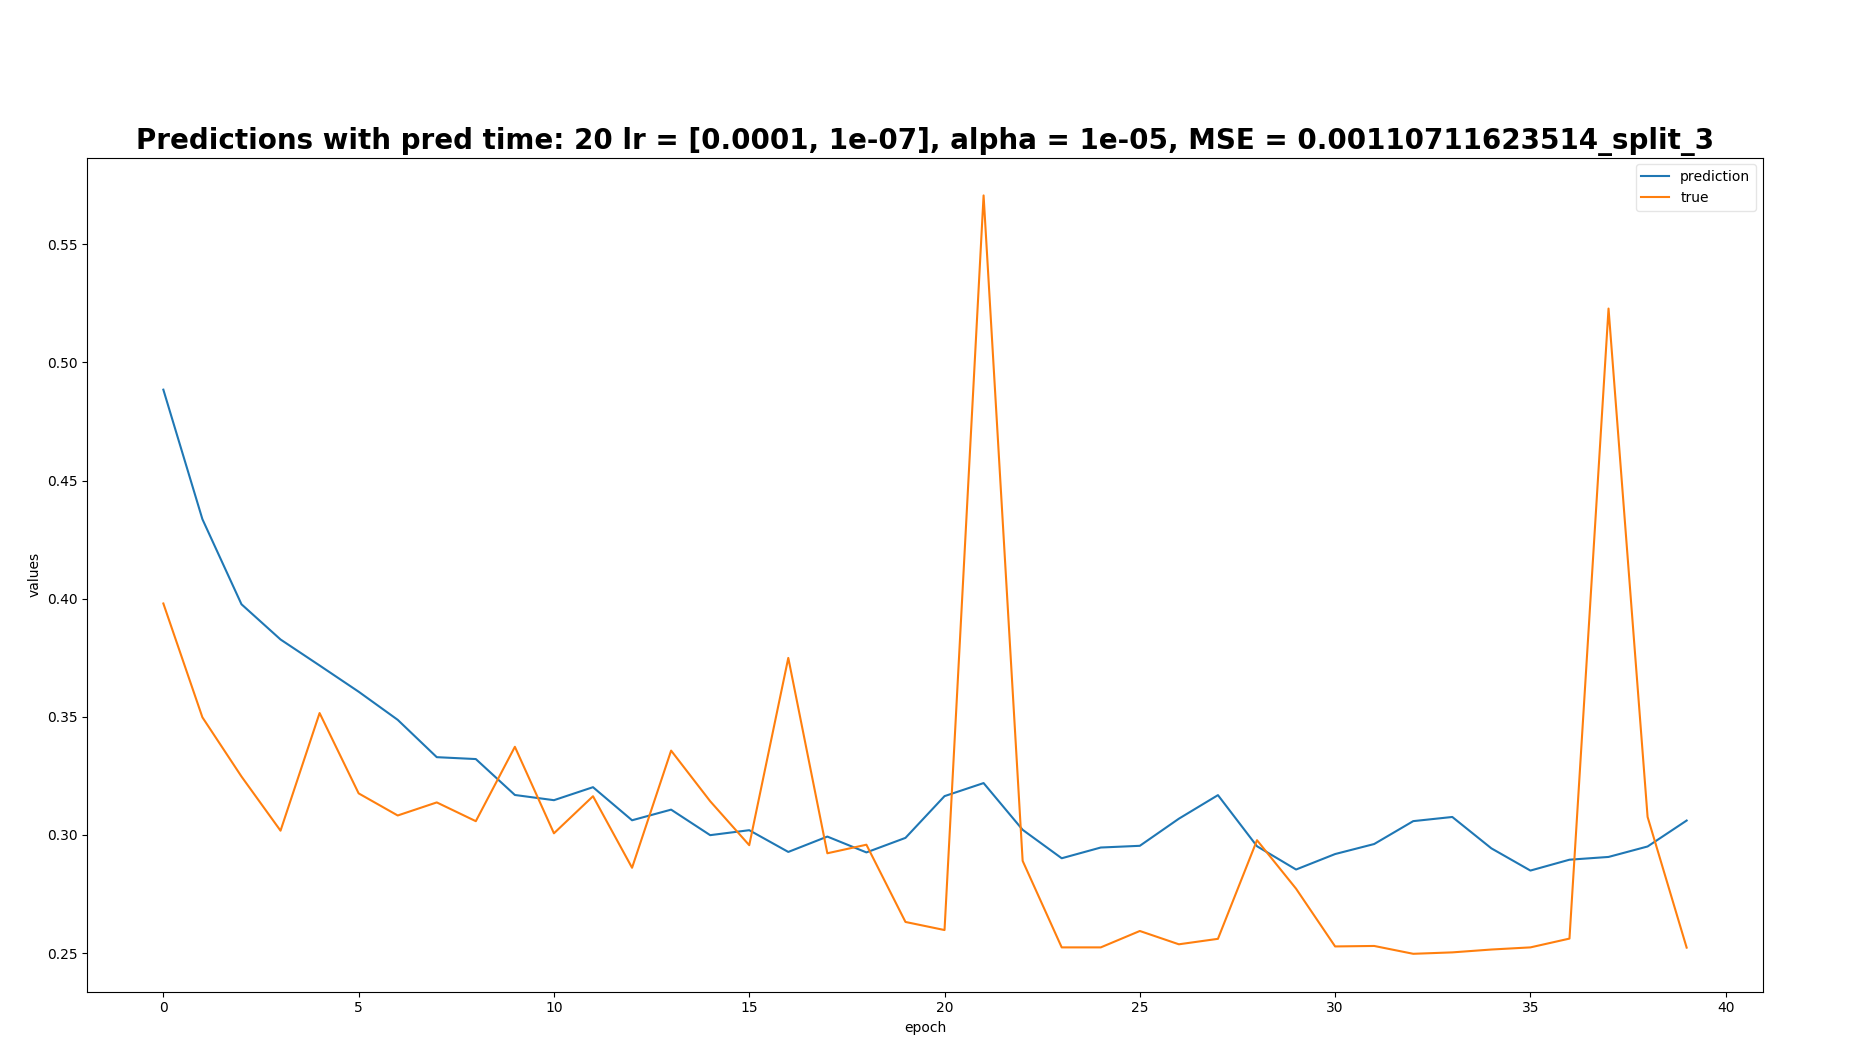 Predictions with pred time: 20 lr = [0.0001, 1e-07], alpha = 1e-05, MSE = 0.00110711623514_split_3
prediction
true
values
0.55
0.50
0.45
0.40
0.35
0.30
0.25
0 5 10 15 20 25 30 35 40
epoch